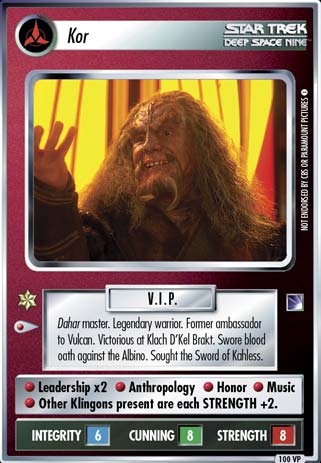 Kor
STAR TREK
DEEP SPACE NINE
NOT ENDORSED BY CBS OR PARAMOUNT PICTURES
V.I.P.
Dahar master. Legendary warrior. Former ambassador
to Vulcan. Victorious at Klach D'Kel Brakt. Swore blood
oath against the Albino. Sought the Sword of Kahless.
• Leadership x2 • Anthropology • Honor • Music
• Other Klingons present are each STRENGTH +2.
INTEGRITY 6 CUNNING 8 STRENGTH 8
100 VP